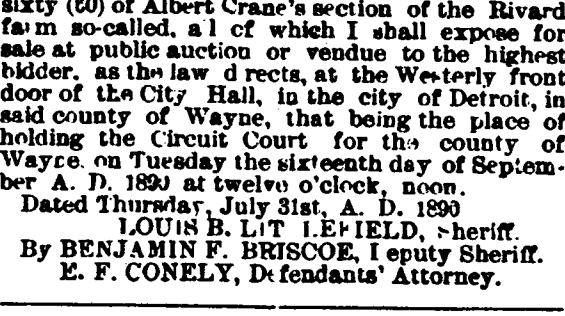 sixty (60) of Albert Crane's section of the Rivard
farm so-called, all of which I shall expose for
sale at public auction or vendue to the highest
bidder, as the law directs, at the Westerly front
door of the City Hall, in the city of Detroit, in
said county of Wayne, that being the place of
holding the Circuit Court for the county of
Wayne, on Tuesday the sixteenth day of Septem-
ber A. D. 1890 at twelve o'clock, noon.
Dated Thursday, July 31st, A. D. 1890
LOUIS B. LITTLEFIELD, Sheriff.
By BENJAMIN F. BRISCOE, Deputy Sheriff.
E. F. CONELY, Defendants' Attorney.